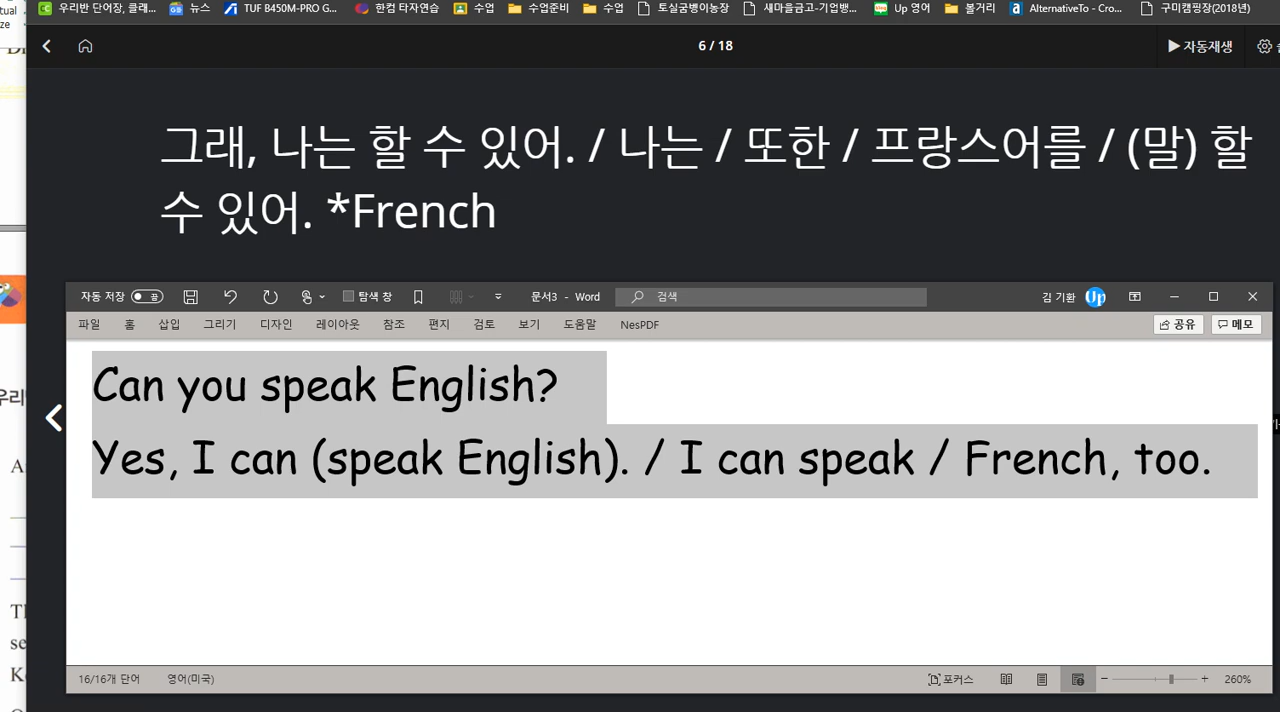 우리반 단어장, 클래... 뉴스 TUF B450M-PRO G... 한컴 타자연습 수업 수업준비 수업 토실굼뱅이농장 새마을금고-기업뱅... Up 영어 볼거리 AlternativeTo - Cro... 구미캠핑장(2018년)
6 / 18
자동재생
그래, 나는 할 수 있어. / 나는 / 또한 / 프랑스어를 / (말) 할
수 있어. *French
자동 저장 끔 탐색 창 문서3 - Word 검색 김 기환 Up
파일 홈 삽입 그리기 디자인 레이아웃 참조 편지 검토 보기 도움말 NesPDF 공유 메모
Can you speak English?
Yes, I can (speak English). / I can speak / French, too.
16/16개 단어 영어(미국) 포커스 260%